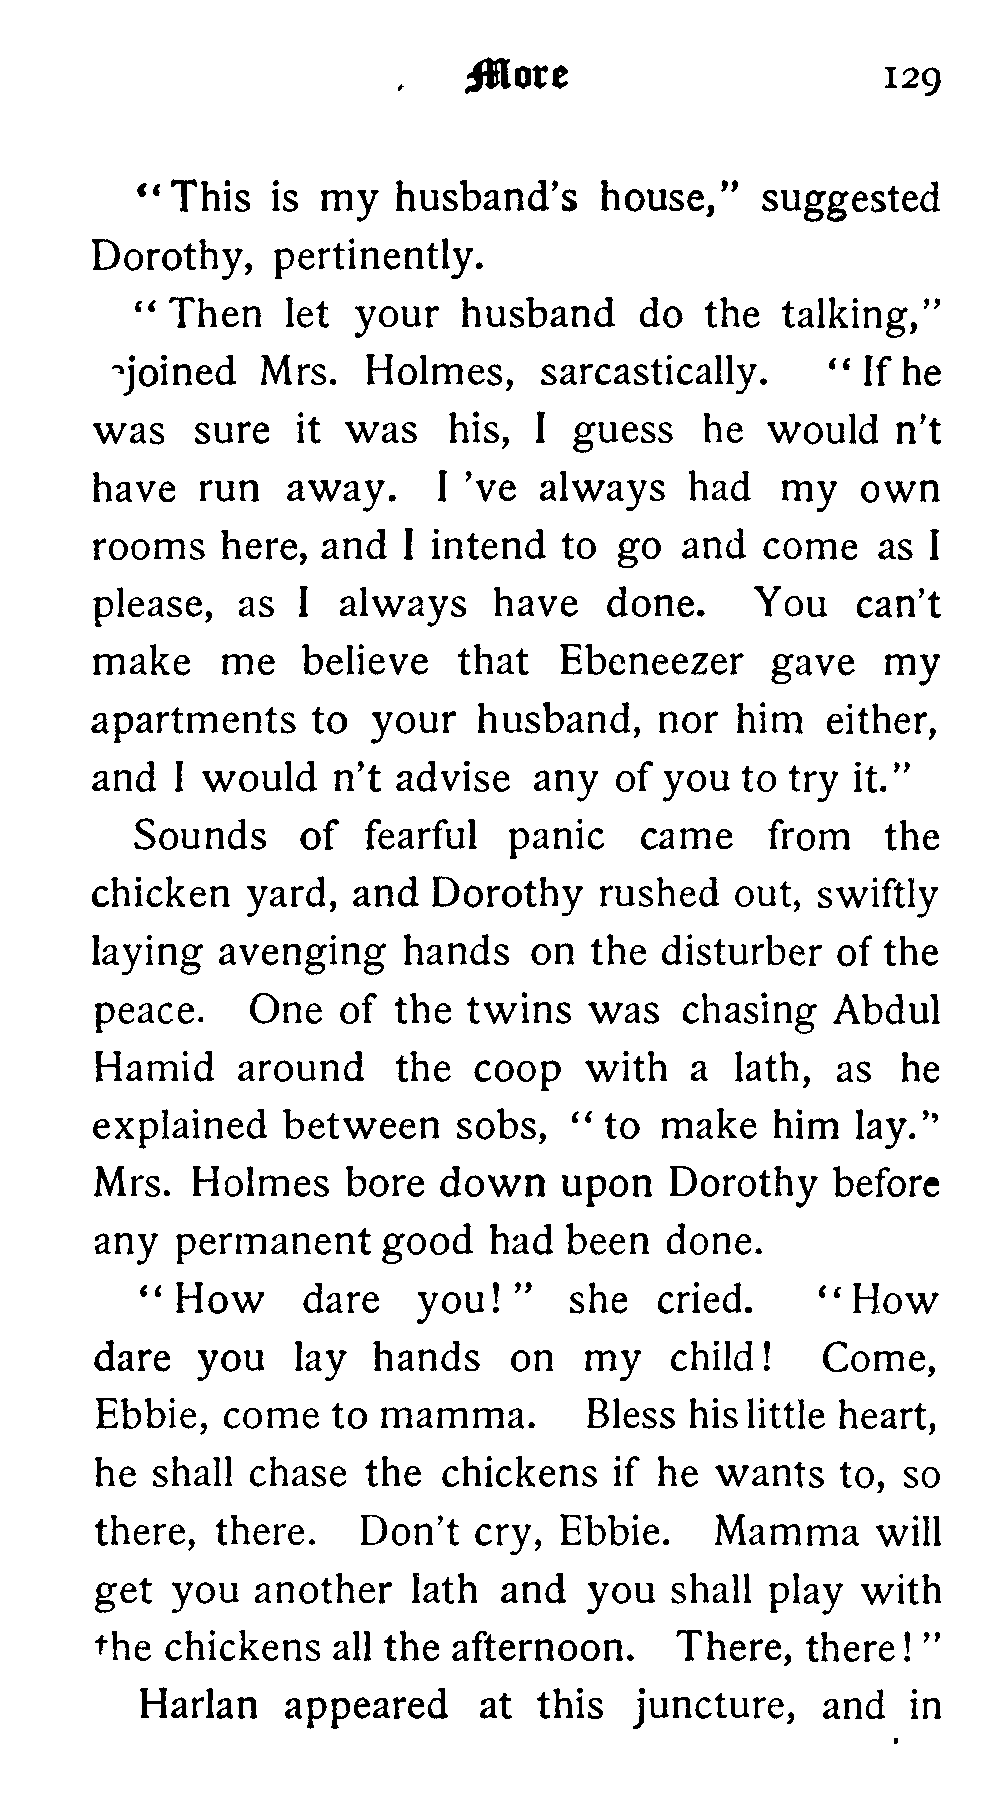 More 129
"This is my husband's house," suggested
Dorothy, pertinently.
"Then let your husband do the talking,"
joined Mrs. Holmes, sarcastically. "If he
was sure it was his, I guess he would n't
have run away. I 've always had my own
rooms here, and I intend to go and come as I
please, as I always have done. You can't
make me believe that Ebeneezer gave my
apartments to your husband, nor him either,
and I would n't advise any of you to try it."
Sounds of fearful panic came from the
chicken yard, and Dorothy rushed out, swiftly
laying avenging hands on the disturber of the
peace. One of the twins was chasing Abdul
Hamid around the coop with a lath, as he
explained between sobs, "to make him lay."
Mrs. Holmes bore down upon Dorothy before
any permanent good had been done.
"How dare you!" she cried. "How
dare you lay hands on my child! Come,
Ebbie, come to mamma. Bless his little heart,
he shall chase the chickens if he wants to, so
there, there. Don't cry, Ebbie. Mamma will
get you another lath and you shall play with
the chickens all the afternoon. There, there!"
Harlan appeared at this juncture, and in